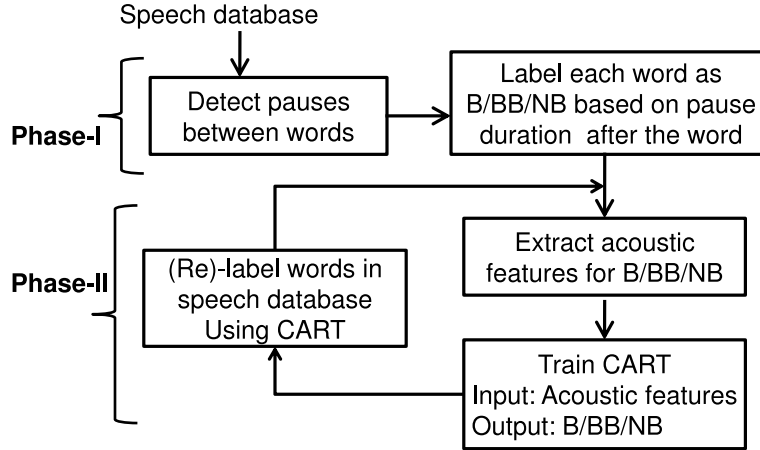 Speech database
Phase-I
Detect pauses
between words
Label each word as
B/BB/NB based on pause
duration after the word
Phase-II
(Re)-label words in
speech database
Using CART
Extract acoustic
features for B/BB/NB
Train CART
Input: Acoustic features
Output: B/BB/NB